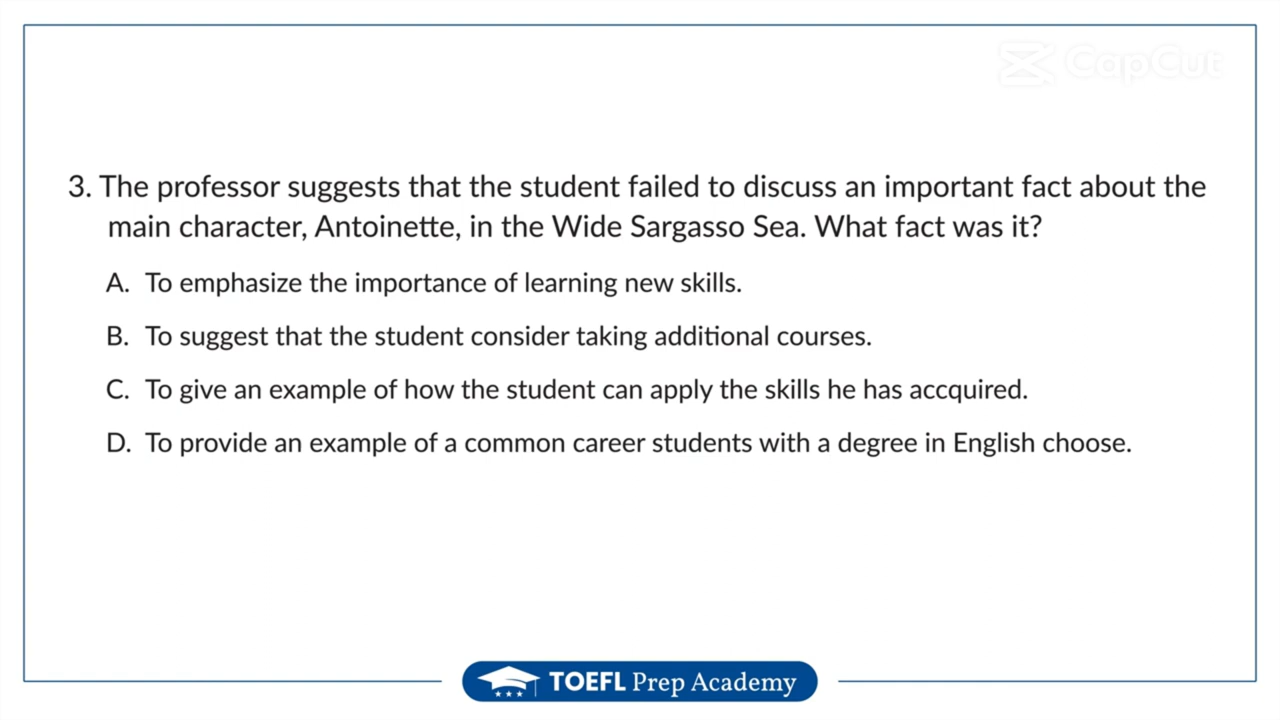 CapCut
3. The professor suggests that the student failed to discuss an important fact about the
main character, Antoinette, in the Wide Sargasso Sea. What fact was it?
A. To emphasize the importance of learning new skills.
B. To suggest that the student consider taking additional courses.
C. To give an example of how the student can apply the skills he has accquired.
D. To provide an example of a common career students with a degree in English choose.
TOEFL Prep Academy